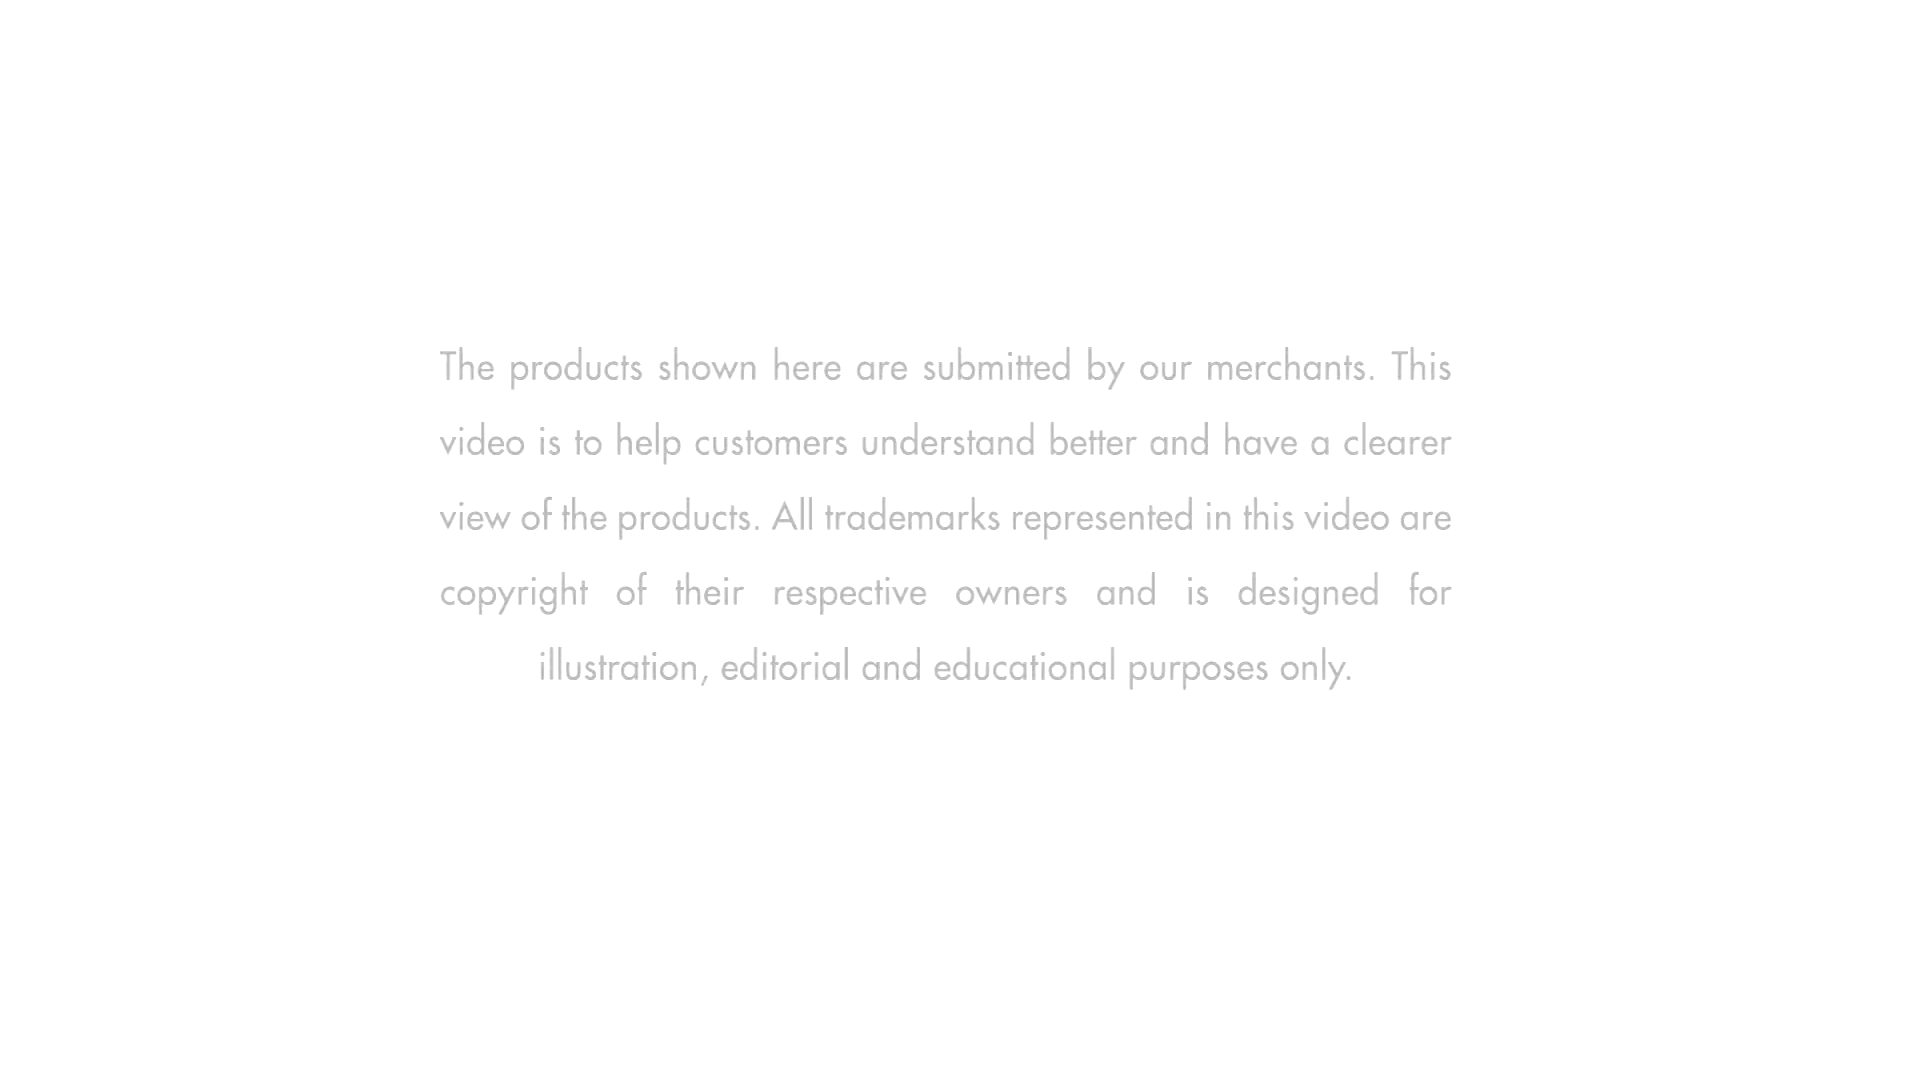 The products shown here are submitted by our merchants. This
video is to help customers understand better and have a clearer
view of the products. All trademarks represented in this video are
copyright of their respective owners and is designed for
illustration, editorial and educational purposes only.